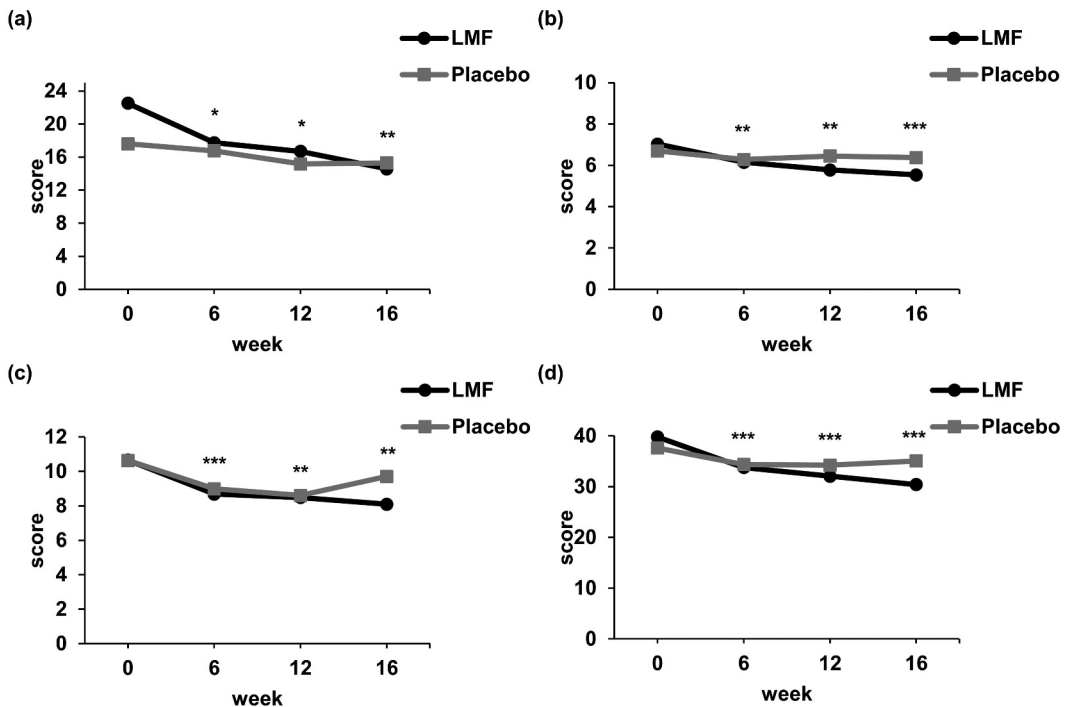 (a)
LMF
Placebo
24
20
16
12
8
4
0
score
* * **
0 6 12 16
week
(b)
LMF
Placebo
10
8
6
4
2
0
score
** ** ***
0 6 12 16
week
(c)
LMF
Placebo
12
10
8
6
4
2
0
score
*** ** **
0 6 12 16
week
(d)
LMF
Placebo
40
30
20
10
0
score
*** *** ***
0 6 12 16
week